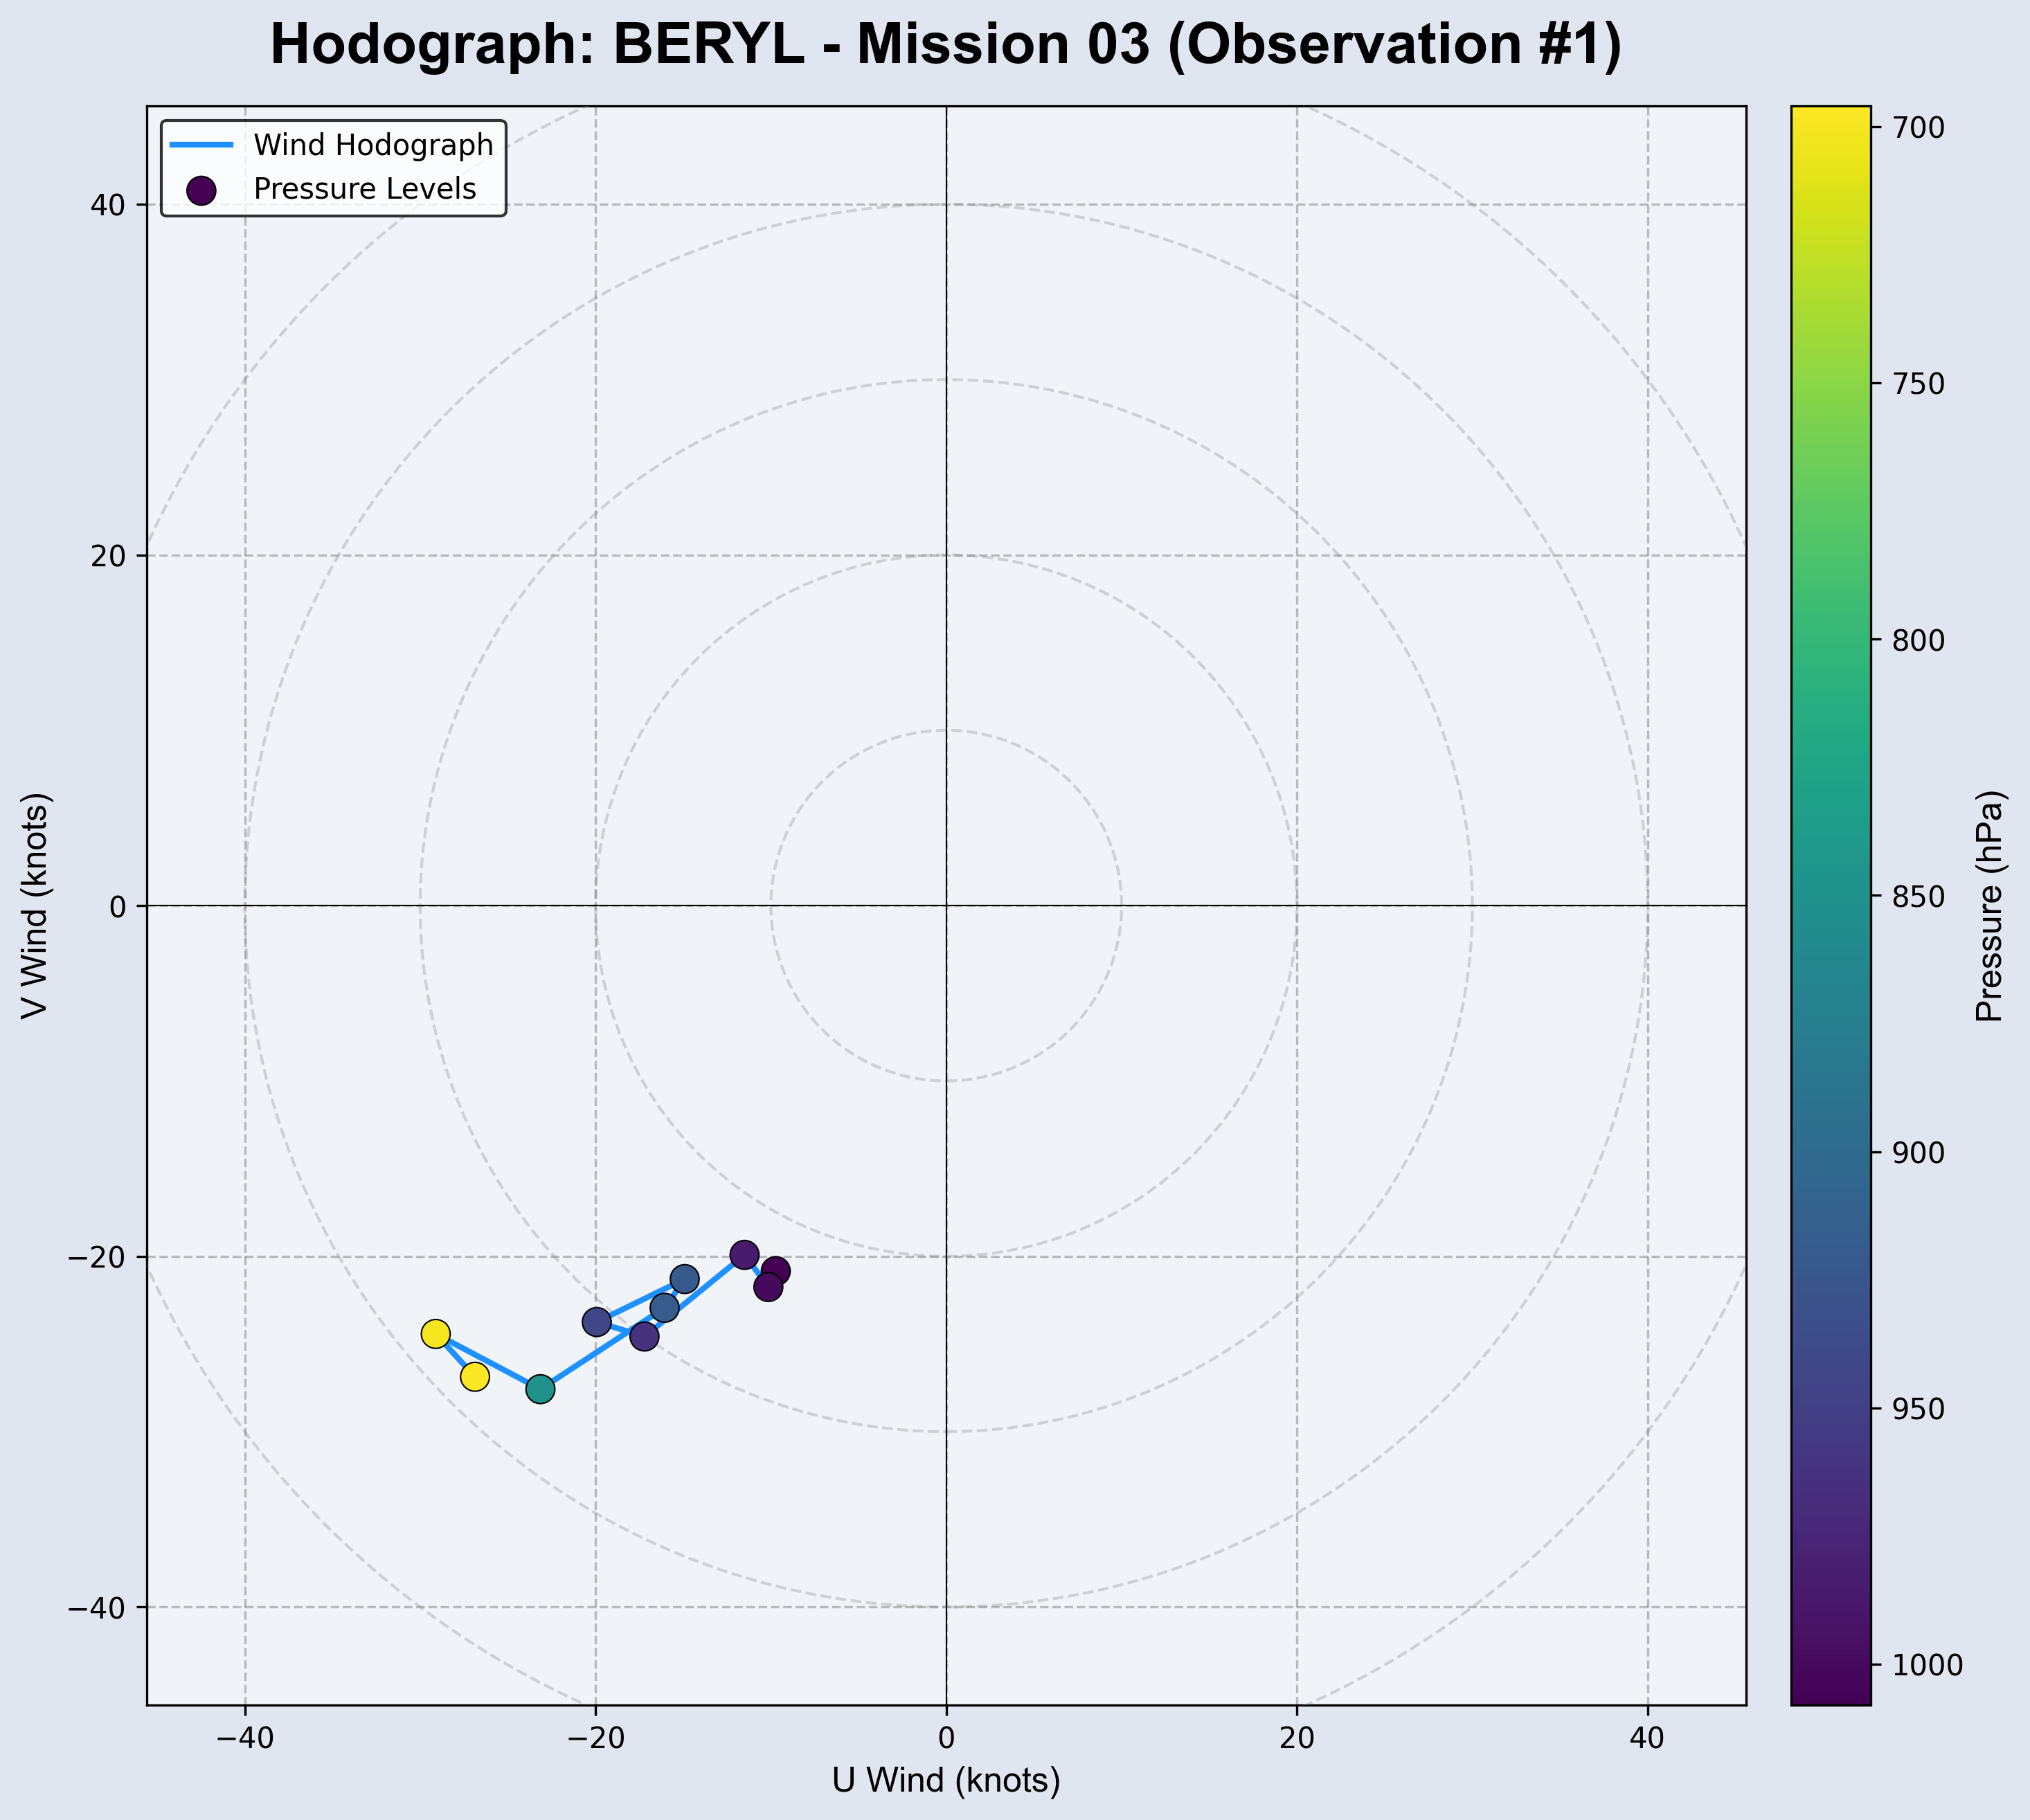 Hodograph: BERYL - Mission 03 (Observation #1)
Wind Hodograph
Pressure Levels
40
20
0
−20
−40
V Wind (knots)
−40
−20
0
20
40
U Wind (knots)
700
750
800
850
900
950
1000
Pressure (hPa)